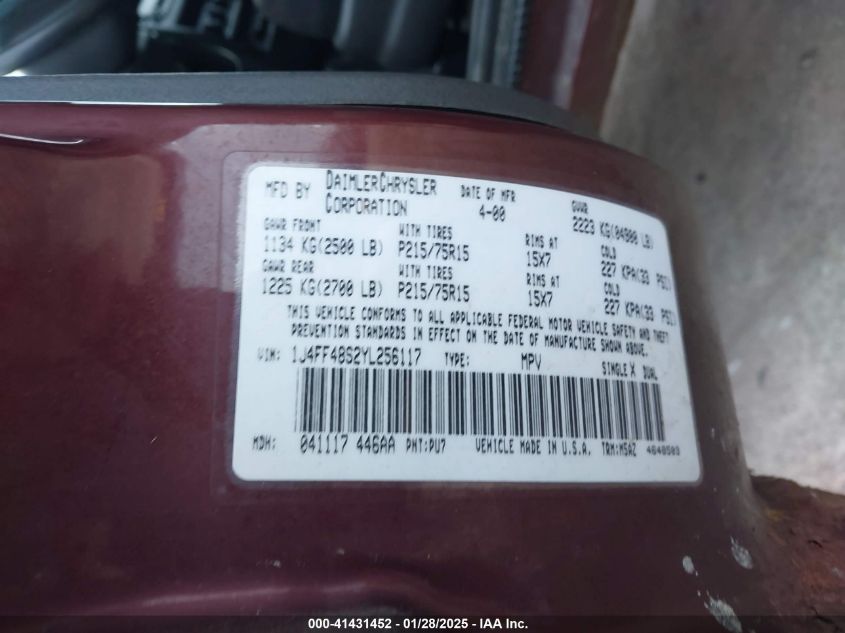 MFD BY DAIMLERCHRYSLER CORPORATION DATE OF MFR 4-00 GVWR 2223 KG(04900 LB)
GAWR FRONT WITH TIRES RIMS AT COLD
1134 KG(2500 LB) P215/75R15 15X7 227 KPA(33 PSI)
GAWR REAR WITH TIRES RIMS AT COLD
1225 KG(2700 LB) P215/75R15 15X7 227 KPA(33 PSI)
THIS VEHICLE CONFORMS TO ALL APPLICABLE FEDERAL MOTOR VEHICLE SAFETY AND THEFT
PREVENTION STANDARDS IN EFFECT ON THE DATE OF MANUFACTURE SHOWN ABOVE.
VIN: 1J4FF48S2YL256117 TYPE: MPV SINGLE X DUAL
MDH: 041117 446AA PNT:PU7 VEHICLE MADE IN U.S.A. TRM:M5AZ 4648503
000-41431452 - 01/28/2025 - IAA Inc.